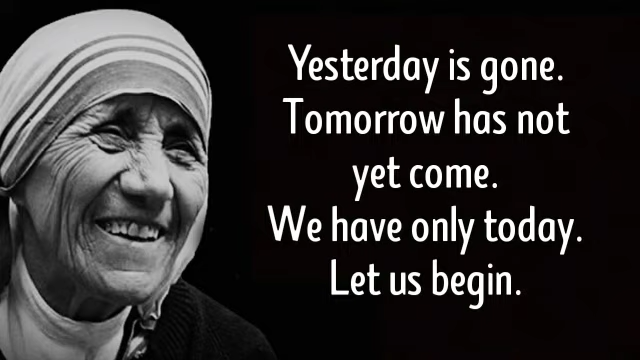 Yesterday is gone.
Tomorrow has not
yet come.
We have only today.
Let us begin.